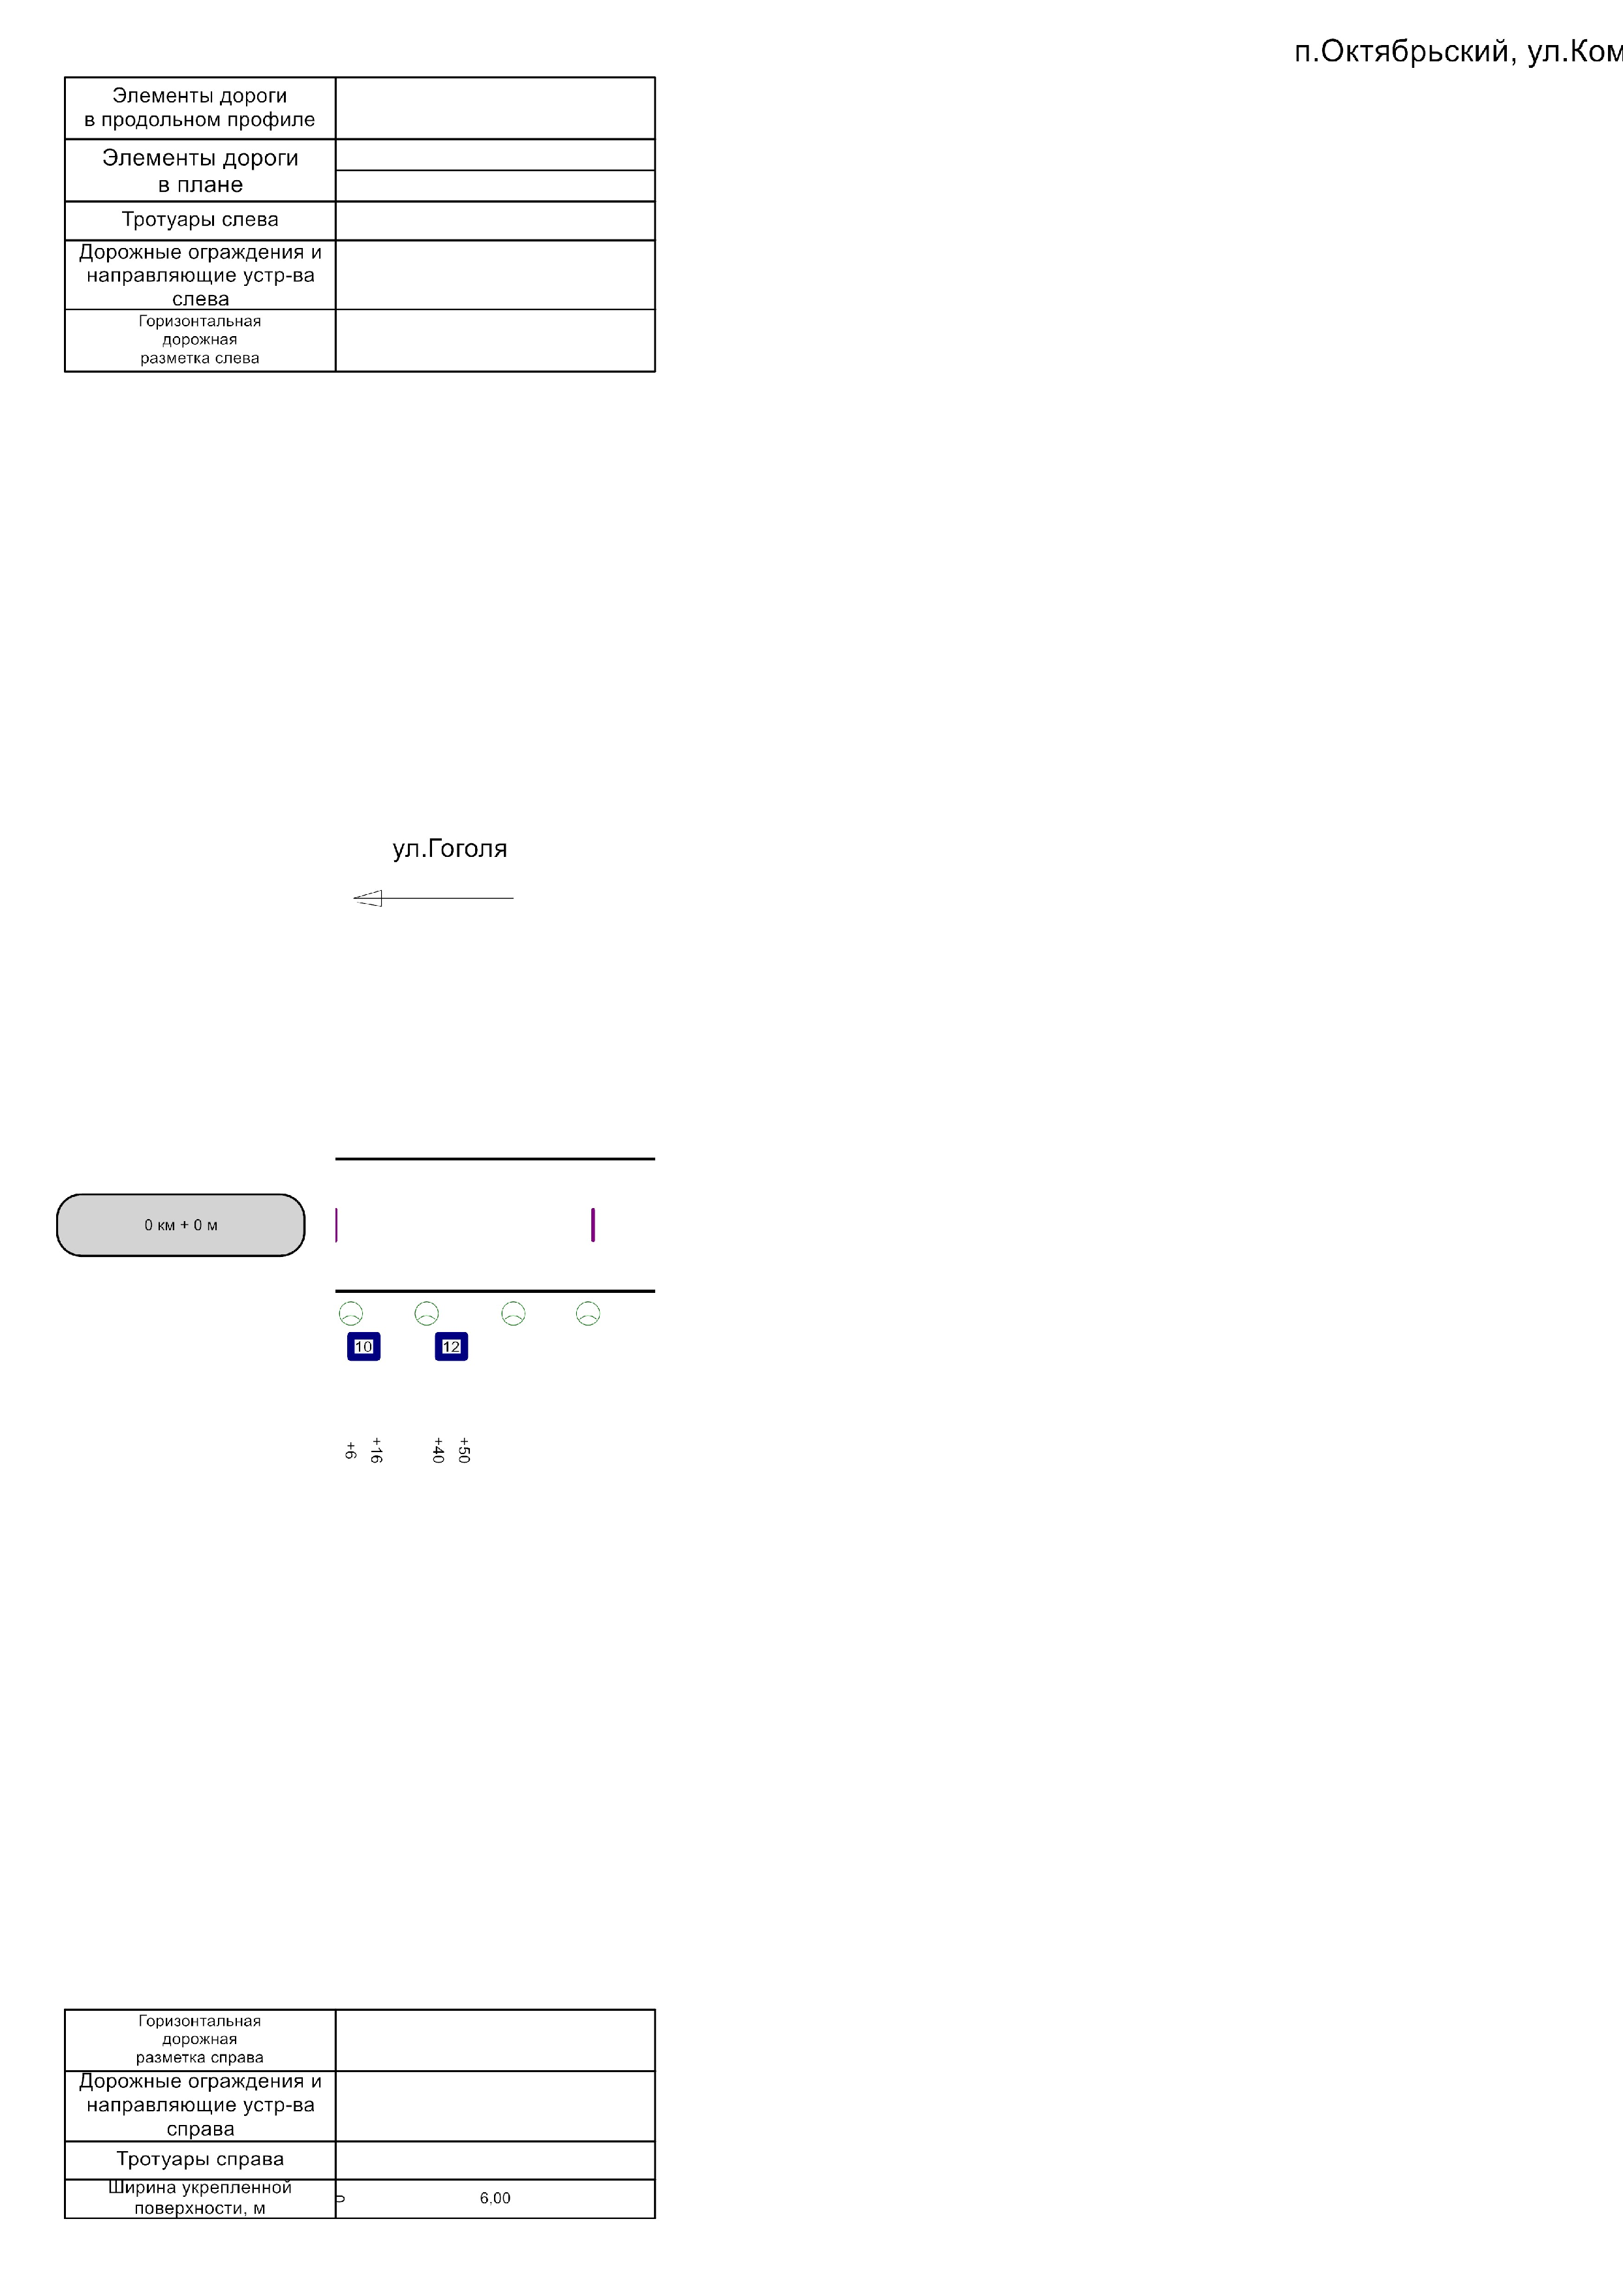 п.Октябрьский, ул.Ком
Элементы дороги
в продольном профиле
Элементы дороги
в плане
Тротуары слева
Дорожные ограждения и
направляющие устр-ва
слева
Горизонтальная
дорожная
разметка слева
ул.Гоголя
0 км + 0 м
10
12
+6
+16
+40
+50
Горизонтальная
дорожная
разметка справа
Дорожные ограждения и
направляющие устр-ва
справа
Тротуары справа
Ширина укрепленной
поверхности, м
6,00